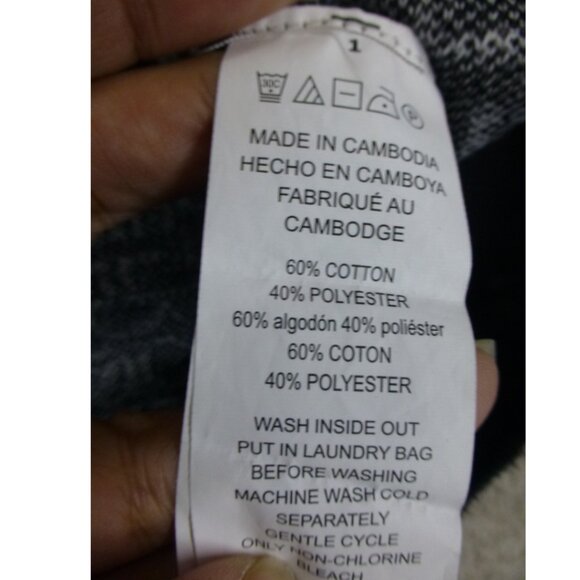 1
30C
P
MADE IN CAMBODIA
HECHO EN CAMBOYA
FABRIQUÉ AU
CAMBODGE
60% COTTON
40% POLYESTER
60% algodón 40% poliéster
60% COTON
40% POLYESTER
WASH INSIDE OUT
PUT IN LAUNDRY BAG
BEFORE WASHING
MACHINE WASH COLD
SEPARATELY
GENTLE CYCLE
ONLY NON-CHLORINE
BLEACH